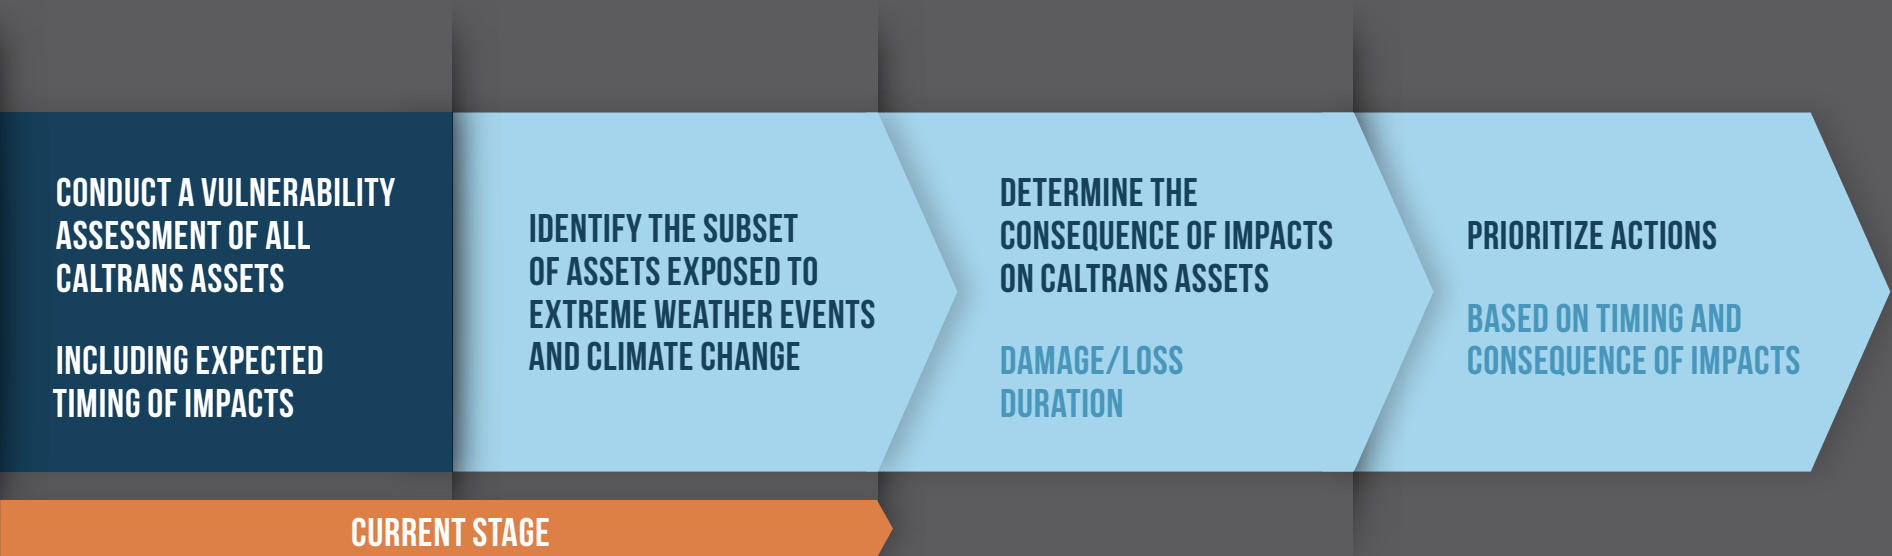 CONDUCT A VULNERABILITY
ASSESSMENT OF ALL
CALTRANS ASSETS
INCLUDING EXPECTED
TIMING OF IMPACTS
IDENTIFY THE SUBSET
OF ASSETS EXPOSED TO
EXTREME WEATHER EVENTS
AND CLIMATE CHANGE
DETERMINE THE
CONSEQUENCE OF IMPACTS
ON CALTRANS ASSETS
DAMAGE/LOSS
DURATION
PRIORITIZE ACTIONS
BASED ON TIMING AND
CONSEQUENCE OF IMPACTS
CURRENT STAGE